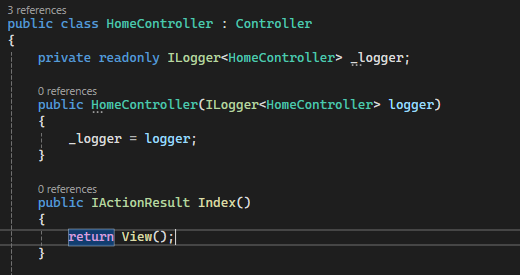 3 references
public class HomeController : Controller
{
private readonly ILogger<HomeController> _logger;
0 references
public HomeController(ILogger<HomeController> logger)
{
_logger = logger;
}
0 references
public IActionResult Index()
{
return View();
}